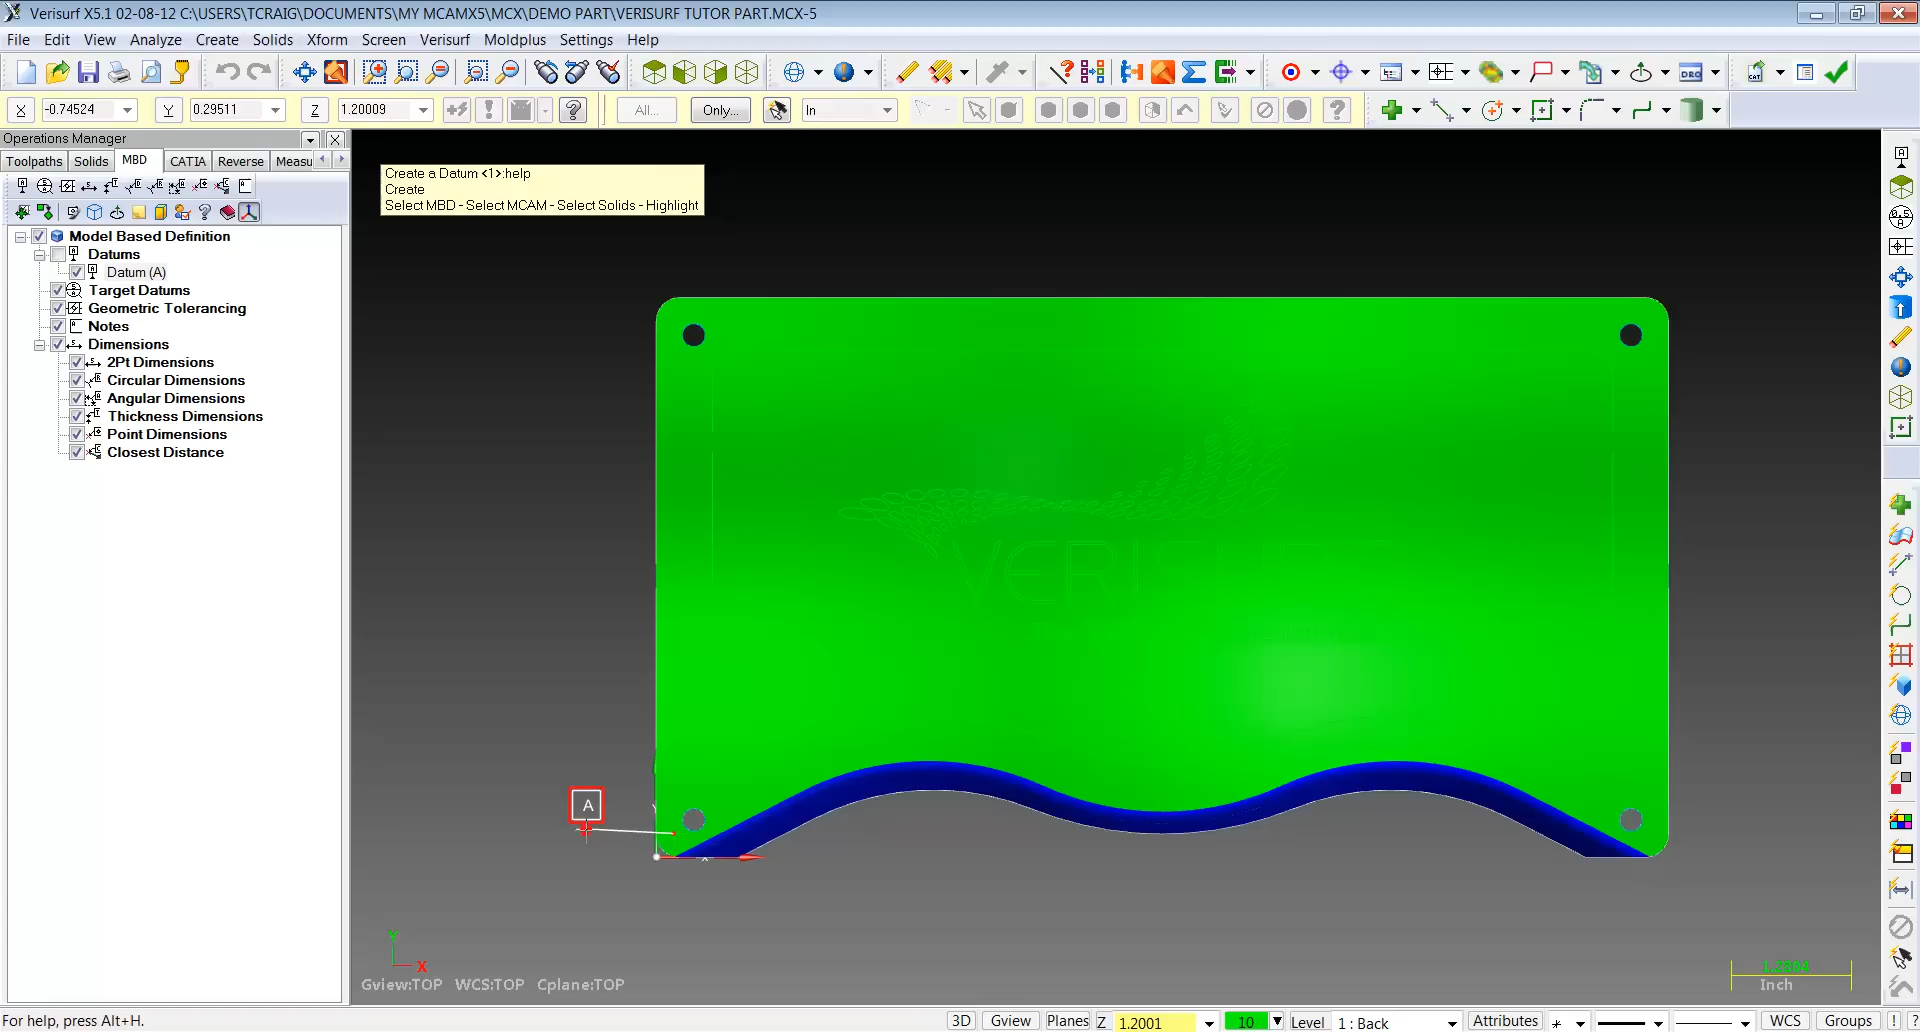 Verisurf X5.1 02-08-12 C:\USERS\TCRAIG\DOCUMENTS\MY MCAMX5\MCX\DEMO PART\VERISURF TUTOR PART.MCX-5
File Edit View Analyze Create Solids Xform Screen Verisurf Moldplus Settings Help
X -0.74524 Y 0.29511 Z 1.20009 All... Only... In
Operations Manager
Toolpaths Solids MBD CATIA Reverse Measu
Create a Datum <1>:help
Create
Select MBD - Select MCAM - Select Solids - Highlight
Model Based Definition
Datums
Datum (A)
Target Datums
Geometric Tolerancing
Notes
Dimensions
2Pt Dimensions
Circular Dimensions
Angular Dimensions
Thickness Dimensions
Point Dimensions
Closest Distance
A
Y
X
Gview:TOP WCS:TOP Cplane:TOP
Inch
For help, press Alt+H.
3D Gview Planes Z 1.2001 10 Level 1 : Back Attributes WCS Groups ! ?